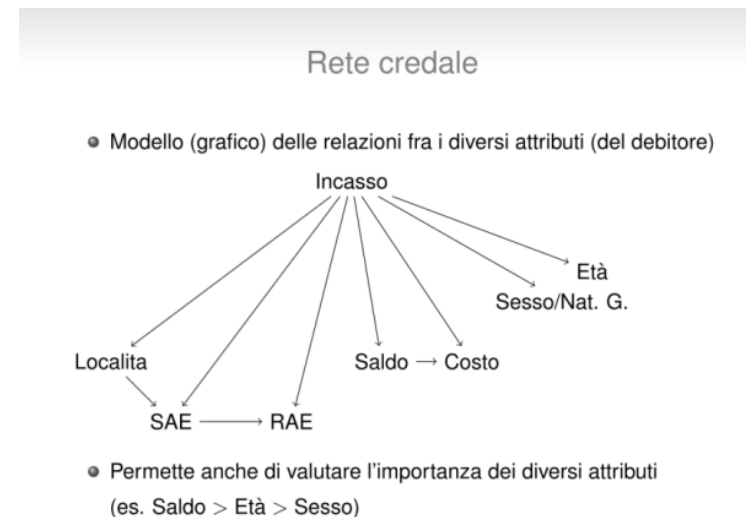 Rete credale
Modello (grafico) delle relazioni fra i diversi attributi (del debitore)
Incasso
Età
Sesso/Nat. G.
Localita
Saldo → Costo
SAE → RAE
Permette anche di valutare l'importanza dei diversi attributi
(es. Saldo > Età > Sesso)